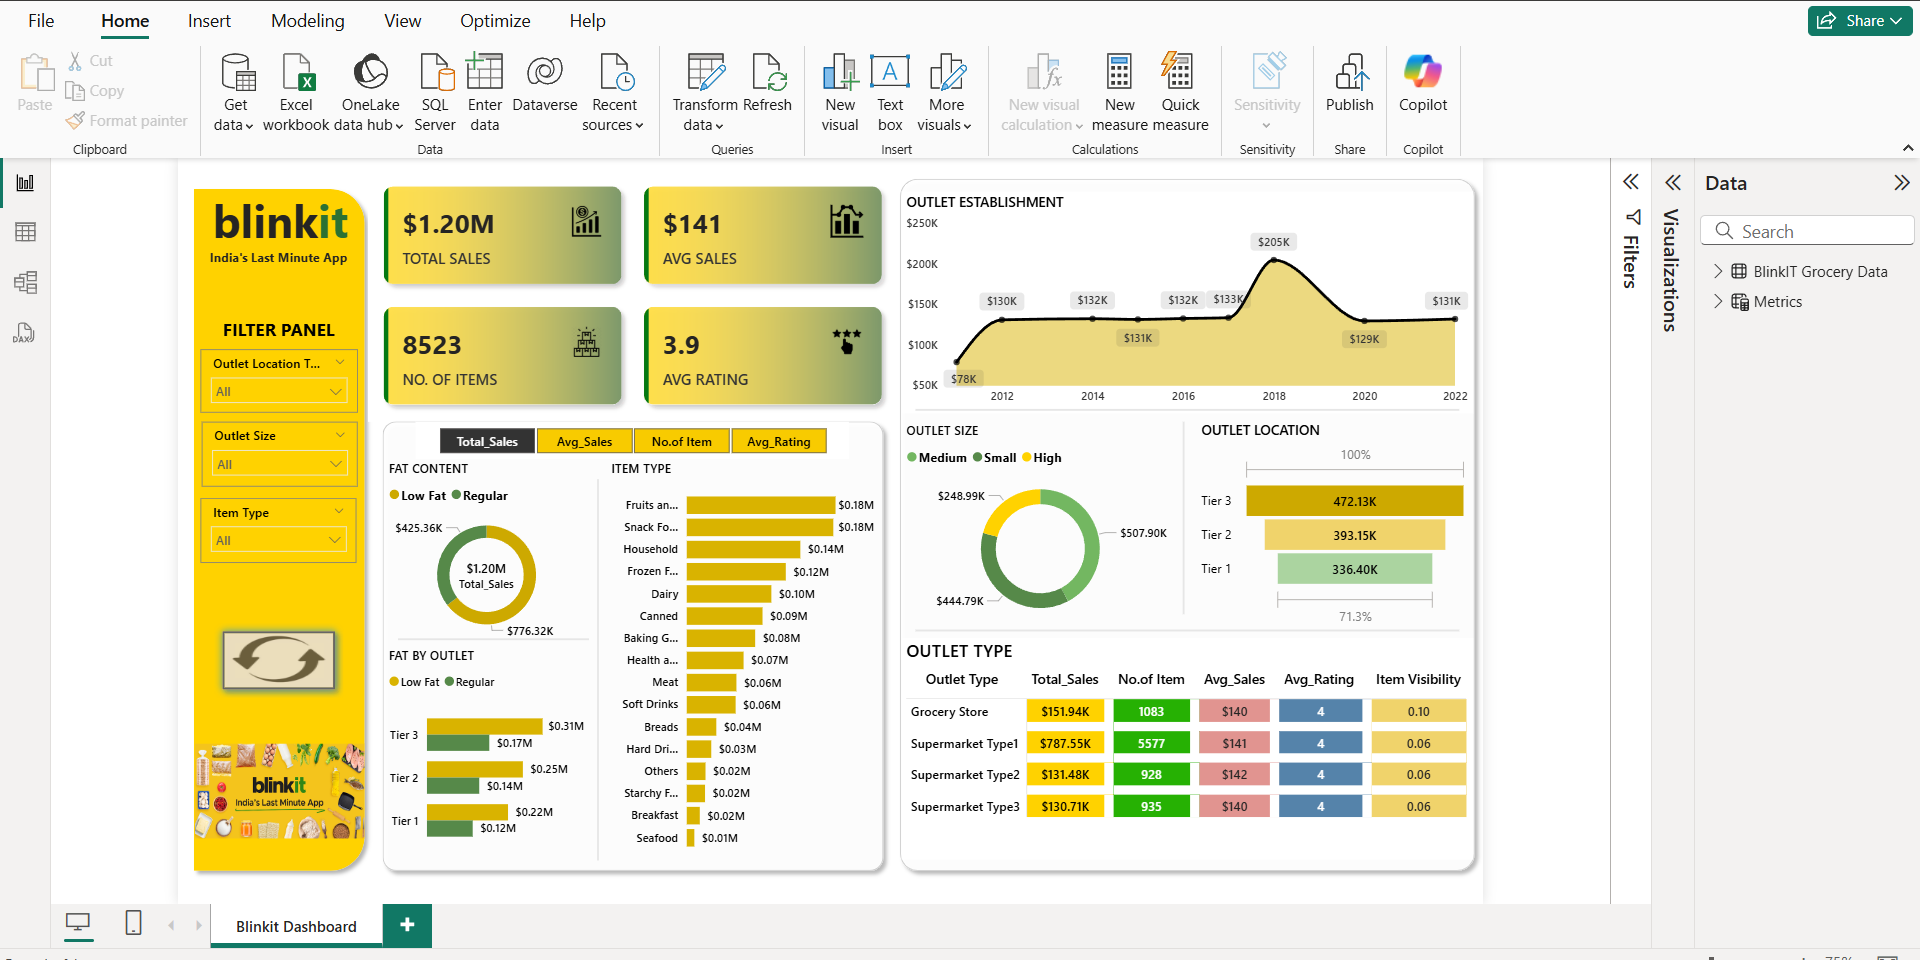 File Home Insert Modeling View Optimize Help
Share
Paste
Cut
Copy
Format painter
Clipboard
Get data
Excel workbook
OneLake data hub
SQL Server
Enter data
Dataverse
Recent sources
Data
Transform data
Refresh
Queries
New visual
Text box
More visuals
Insert
New visual calculation
New measure
Quick measure
Calculations
Sensitivity
Sensitivity
Publish
Share
Copilot
Copilot
blinkit
India's Last Minute App
FILTER PANEL
Outlet Location T...
All
Outlet Size
All
Item Type
All
blinkit
India's Last Minute App
$1.20M
TOTAL SALES
$141
AVG SALES
8523
NO. OF ITEMS
3.9
AVG RATING
Total_Sales Avg_Sales No.of Item Avg_Rating
FAT CONTENT
Low Fat Regular
$425.36K
$1.20M
Total_Sales
$776.32K
FAT BY OUTLET
Low Fat Regular
Tier 3 $0.31M
$0.17M
Tier 2 $0.25M
$0.14M
Tier 1 $0.22M
$0.12M
ITEM TYPE
Fruits an... $0.18M
Snack Fo... $0.18M
Household $0.14M
Frozen F... $0.12M
Dairy $0.10M
Canned $0.09M
Baking G... $0.08M
Health a... $0.07M
Meat $0.06M
Soft Drinks $0.06M
Breads $0.04M
Hard Dri... $0.03M
Others $0.02M
Starchy F... $0.02M
Breakfast $0.02M
Seafood $0.01M
OUTLET ESTABLISHMENT
$250K
$200K
$150K
$100K
$50K
$78K
$130K
$132K
$131K
$132K
$133K
$205K
$129K
$131K
2012 2014 2016 2018 2020 2022
OUTLET SIZE
Medium Small High
$248.99K
$507.90K
$444.79K
OUTLET LOCATION
100%
Tier 3 472.13K
Tier 2 393.15K
Tier 1 336.40K
71.3%
OUTLET TYPE
Outlet Type Total_Sales No.of Item Avg_Sales Avg_Rating Item Visibility
Grocery Store $151.94K 1083 $140 4 0.10
Supermarket Type1 $787.55K 5577 $141 4 0.06
Supermarket Type2 $131.48K 928 $142 4 0.06
Supermarket Type3 $130.71K 935 $140 4 0.06
Filters
Visualizations
Data
Search
BlinkIT Grocery Data
Metrics
DAX
Blinkit Dashboard